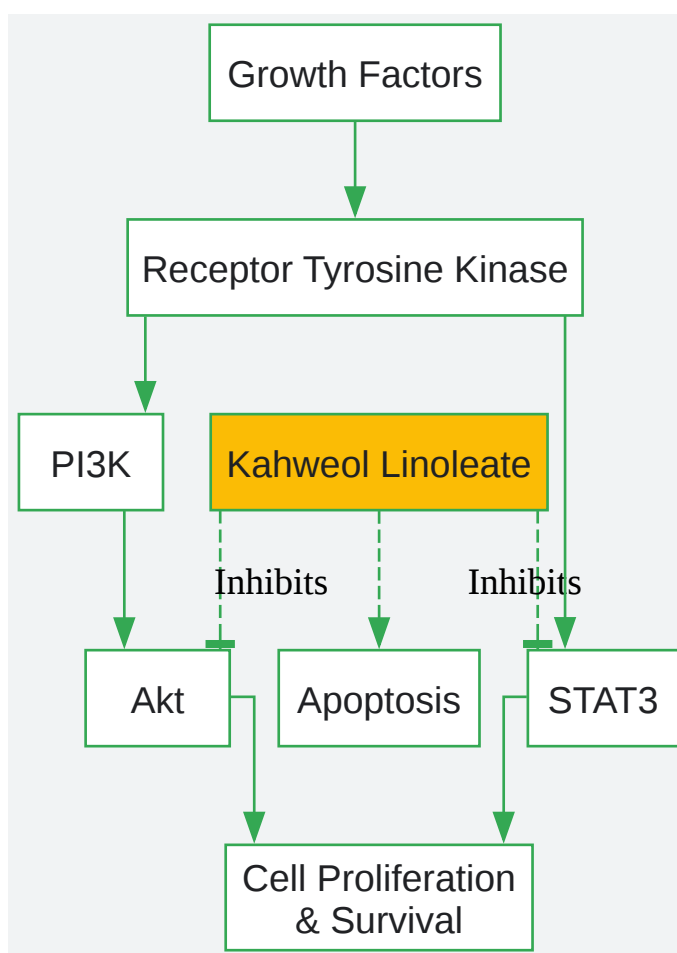 Growth Factors
Receptor Tyrosine Kinase
PI3K
Kahweol Linoleate
Inhibits
Inhibits
Akt
Apoptosis
STAT3
Cell Proliferation
& Survival